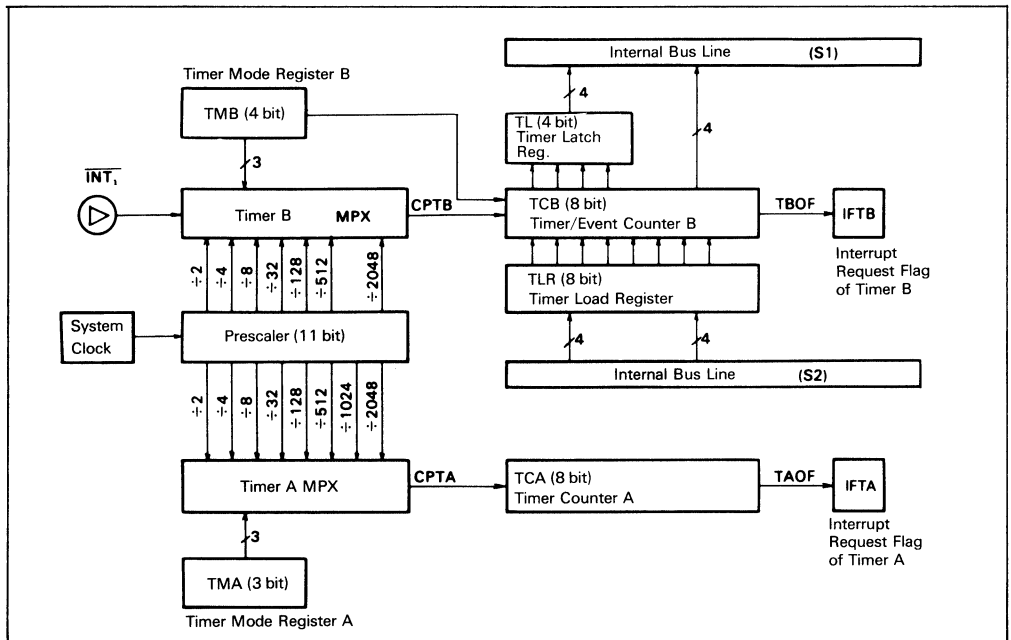 Internal Bus Line (S1)
Timer Mode Register B
TMB (4 bit)
4
4
TL (4 bit)
Timer Latch
Reg.
3
INT₁
Timer B MPX
CPTB
TCB (8 bit)
Timer/Event Counter B
TBOF
IFTB
Interrupt
Request Flag
of Timer B
÷2
÷4
÷8
÷32
÷128
÷512
÷2048
TLR (8 bit)
Timer Load Register
System
Clock
Prescaler (11 bit)
4
4
Internal Bus Line (S2)
÷2
÷4
÷8
÷32
÷128
÷512
÷1024
÷2048
Timer A MPX
CPTA
TCA (8 bit)
Timer Counter A
TAOF
IFTA
Interrupt
Request Flag
of Timer A
3
TMA (3 bit)
Timer Mode Register A